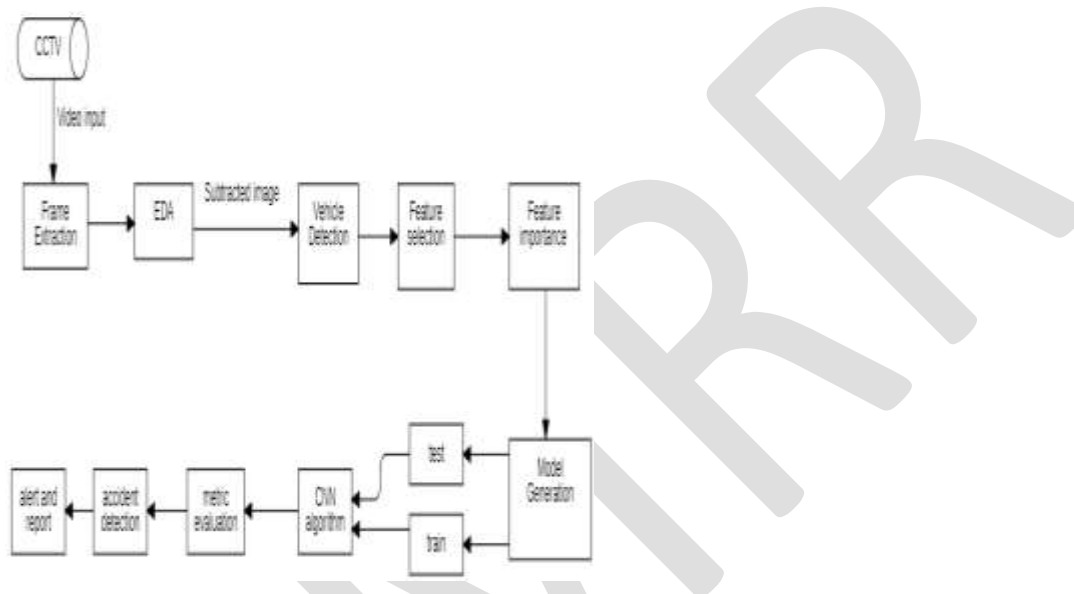 CCTV
Video input
Frame
Extraction
EDA
Subtracted image
Vehicle
Detection
Feature
selection
Feature
importance
Model
Generation
test
train
CNN
algorithm
metric
evaluation
accident
detection
alert and
report